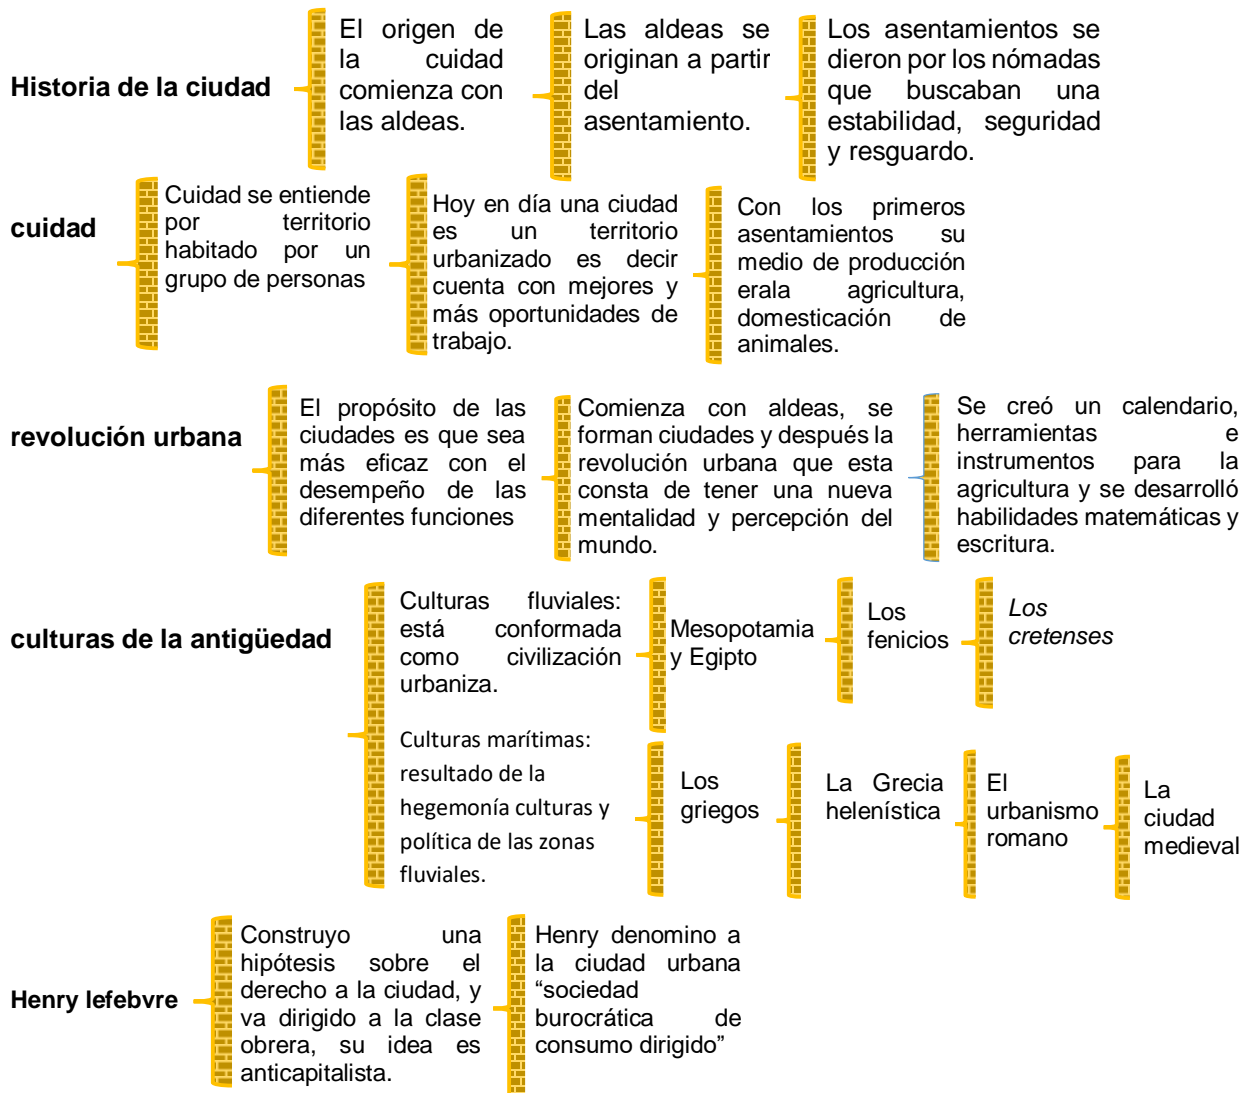 Historia de la ciudad
El origen de
la cuidad
comienza con
las aldeas.
Las aldeas se
originan a partir
del
asentamiento.
Los asentamientos se
dieron por los nómadas
que buscaban una
estabilidad, seguridad
y resguardo.
cuidad
Cuidad se entiende
por territorio
habitado por un
grupo de personas
Hoy en día una ciudad
es un territorio
urbanizado es decir
cuenta con mejores y
más oportunidades de
trabajo.
Con los primeros
asentamientos su
medio de producción
erala agricultura,
domesticación de
animales.
revolución urbana
El propósito de las
ciudades es que sea
más eficaz con el
desempeño de las
diferentes funciones
Comienza con aldeas, se
forman ciudades y después la
revolución urbana que esta
consta de tener una nueva
mentalidad y percepción del
mundo.
Se creó un calendario,
herramientas e
instrumentos para la
agricultura y se desarrolló
habilidades matemáticas y
escritura.
culturas de la antigüedad
Culturas fluviales:
está conformada
como civilización
urbaniza.
Mesopotamia
y Egipto
Los
fenicios
Los
cretenses
Culturas marítimas:
resultado de la
hegemonía culturas y
política de las zonas
fluviales.
Los
griegos
La Grecia
helenística
El
urbanismo
romano
La
ciudad
medieval
Henry lefebvre
Construyo una
hipótesis sobre el
derecho a la ciudad, y
va dirigido a la clase
obrera, su idea es
anticapitalista.
Henry denomino a
la ciudad urbana
“sociedad
burocrática de
consumo dirigido”